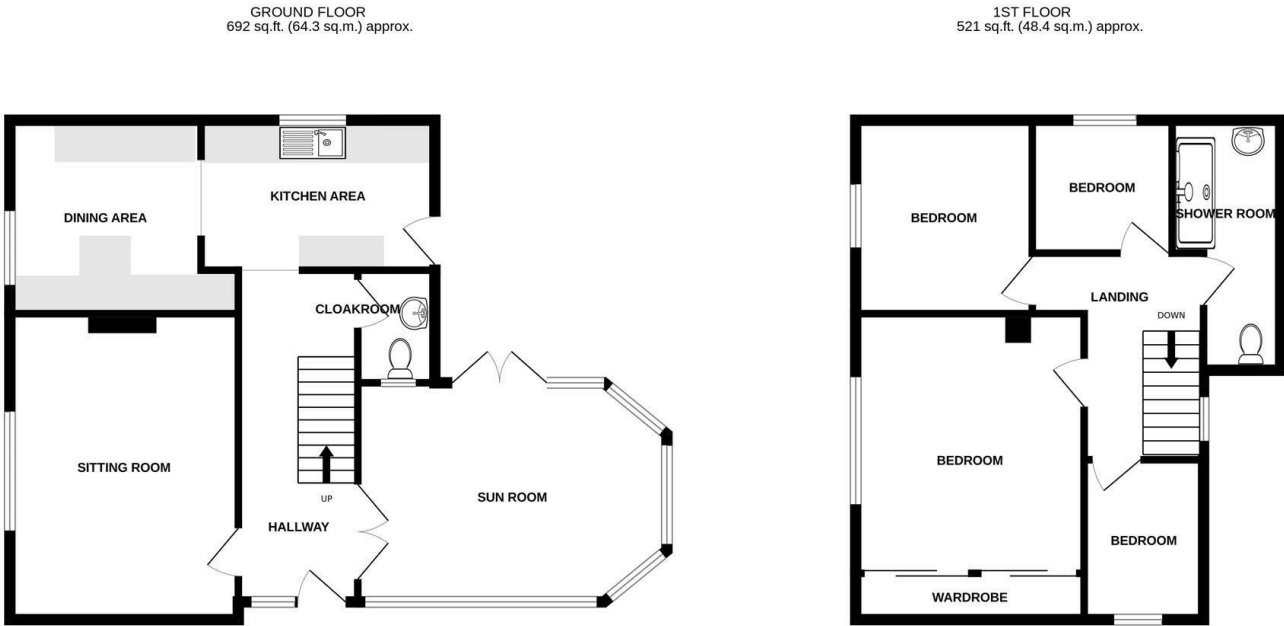 GROUND FLOOR
692 sq.ft. (64.3 sq.m.) approx.
DINING AREA
KITCHEN AREA
CLOAKROOM
SITTING ROOM
UP
HALLWAY
SUN ROOM
1ST FLOOR
521 sq.ft. (48.4 sq.m.) approx.
BEDROOM
BEDROOM
SHOWER ROOM
LANDING
DOWN
BEDROOM
BEDROOM
WARDROBE